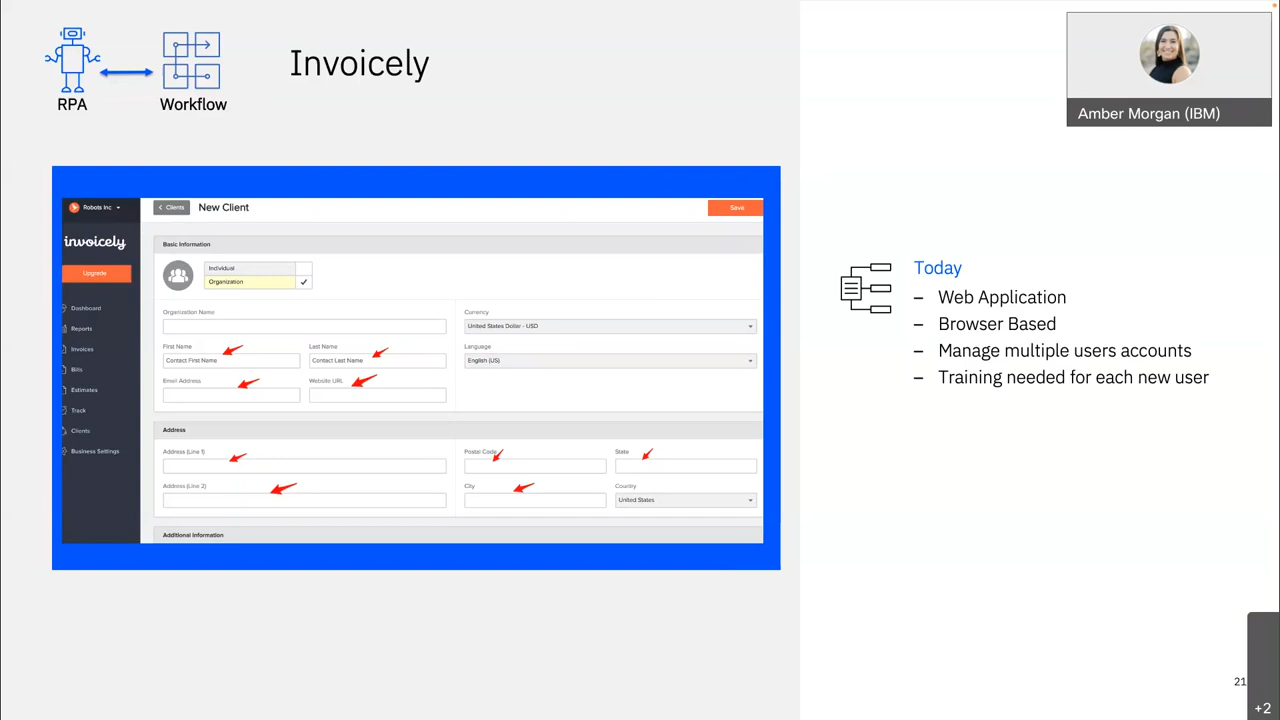 RPA
Workflow
Invoicely
Amber Morgan (IBM)
Robots Inc
Clients
New Client
Save
invoicely
Upgrade
Dashboard
Reports
Invoices
Bills
Estimates
Track
Clients
Business Settings
Basic Information
Individual
Organization
Organization Name
Currency
United States Dollar - USD
First Name
Last Name
Language
Contact First Name
Contact Last Name
English (US)
Email Address
Website URL
Address
Address (Line 1)
Postal Code
State
Address (Line 2)
City
Country
United States
Additional Information
Today
– Web Application
– Browser Based
– Manage multiple users accounts
– Training needed for each new user
21
+2